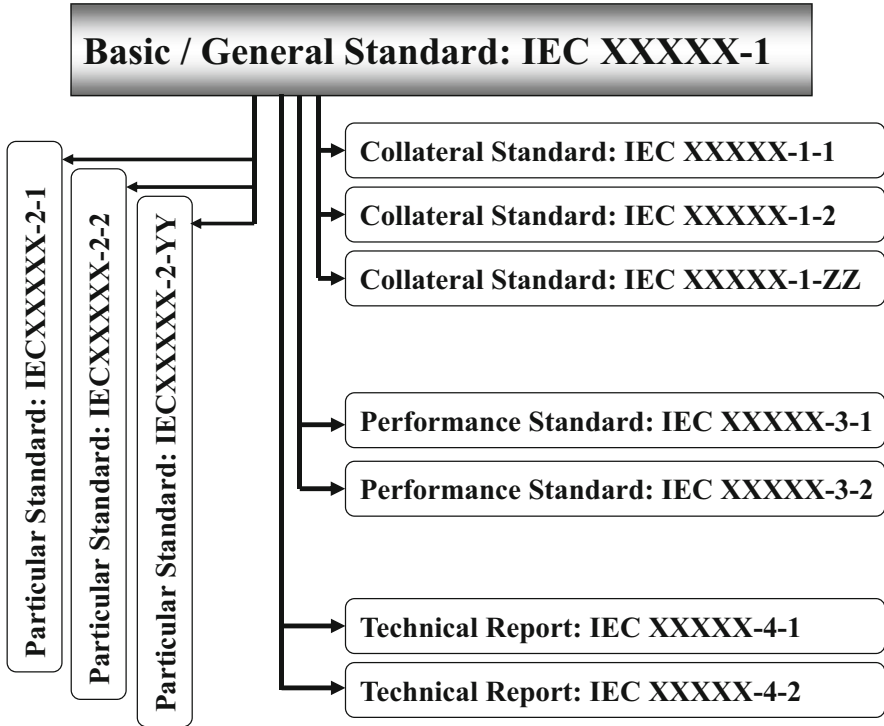 Basic / General Standard: IEC XXXXX-1
Particular Standard: IECXXXXX-2-1
Particular Standard: IECXXXXX-2-2
Particular Standard: IECXXXXX-2-YY
Collateral Standard: IEC XXXXX-1-1
Collateral Standard: IEC XXXXX-1-2
Collateral Standard: IEC XXXXX-1-ZZ
Performance Standard: IEC XXXXX-3-1
Performance Standard: IEC XXXXX-3-2
Technical Report: IEC XXXXX-4-1
Technical Report: IEC XXXXX-4-2